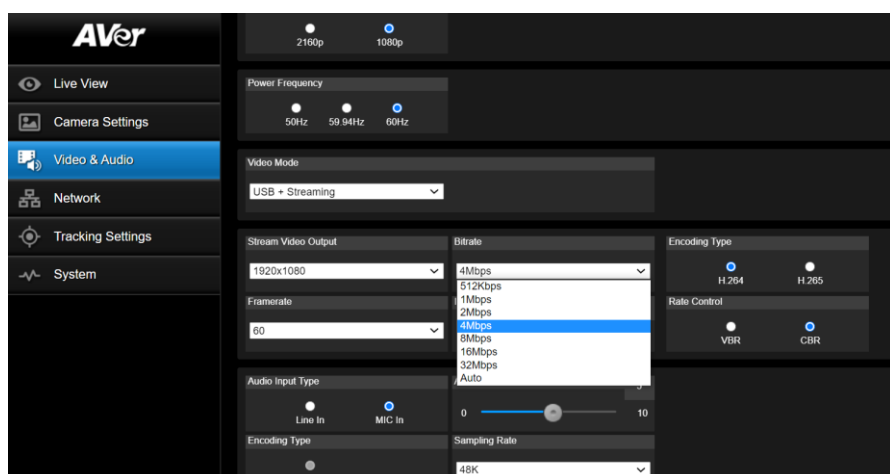 AVer
2160p 1080p
Live View
Power Frequency
Camera Settings
50Hz 59.94Hz 60Hz
Video & Audio
Video Mode
USB + Streaming
Network
Tracking Settings
Stream Video Output Bitrate Encoding Type
System
1920x1080 4Mbps
H.264 H.265
512Kbps
1Mbps
2Mbps
4Mbps
8Mbps
16Mbps
32Mbps
Auto
Framerate
60
Rate Control
VBR CBR
Audio Input Type
Line In MIC In
0 10
Encoding Type Sampling Rate
48K